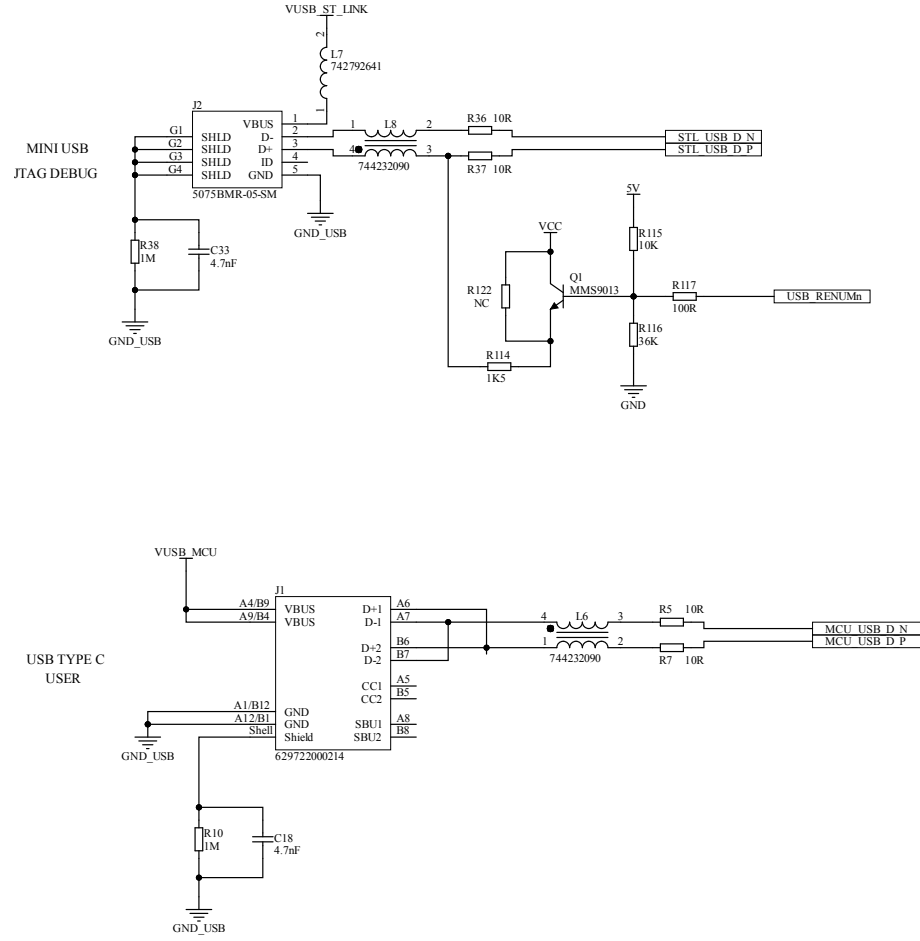 VUSB_ST_LINK
2
L7
742792641
1
J2
MINI USB
JTAG DEBUG
G1 SHLD VBUS 1
G2 SHLD D- 2
G3 SHLD D+ 3
G4 SHLD ID 4
GND 5
5075BMR-05-SM
1 L8 2
4 3
744232090
R36 10R
R37 10R
STL_USB_D_N
STL_USB_D_P
GND_USB
R38
1M
C33
4.7nF
GND_USB
5V
R115
10K
VCC
Q1
MMS9013
R122
NC
R117
100R
USB_RENUMn
R116
36K
R114
1K5
GND
VUSB_MCU
J1
USB TYPE C
USER
A4/B9 VBUS D+1 A6
A9/B4 VBUS D-1 A7
D+2 B6
D-2 B7
CC1 A5
CC2 B5
A1/B12 GND
A12/B1 GND SBU1 A8
Shell Shield SBU2 B8
629722000214
GND_USB
4 L6 3
1 2
744232090
R5 10R
R7 10R
MCU_USB_D_N
MCU_USB_D_P
R10
1M
C18
4.7nF
GND_USB